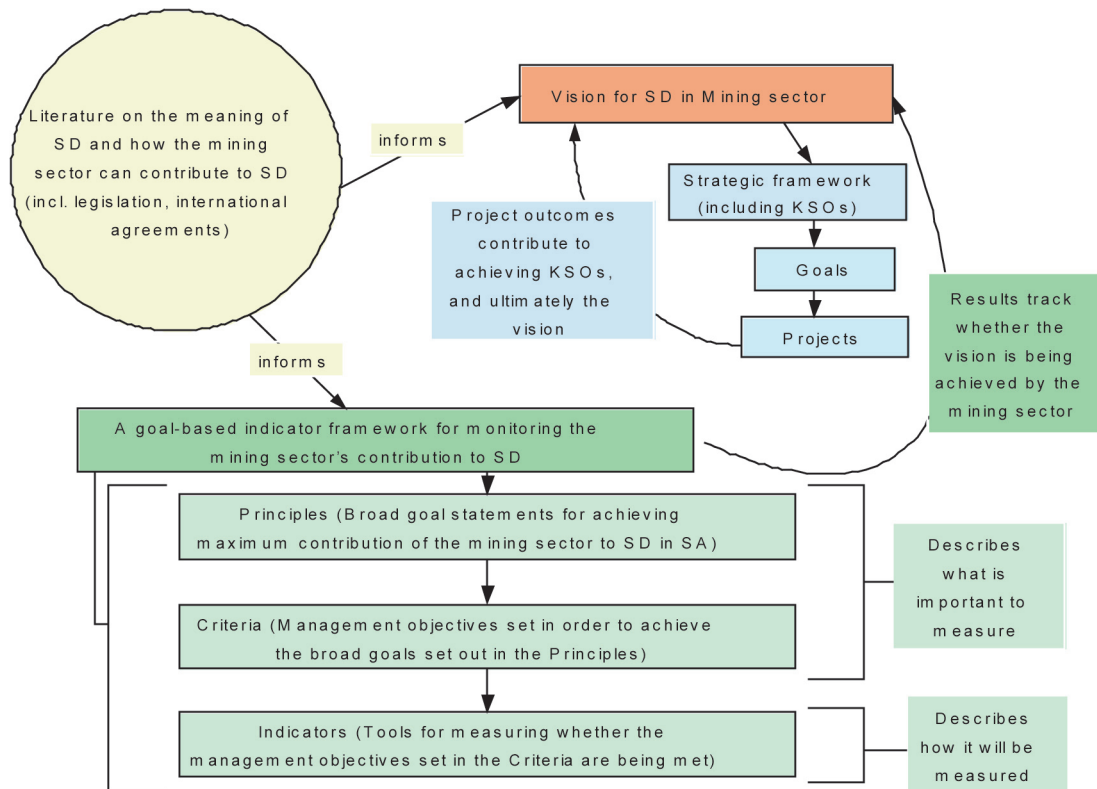 Literature on the meaning of
SD and how the mining
sector can contribute to SD
(incl. legislation, international
agreements)
informs
Vision for SD in Mining sector
Strategic framework
(including KSOs)
Goals
Projects
Project outcomes
contribute to
achieving KSOs,
and ultimately the
vision
Results track
whether the
vision is being
achieved by the
mining sector
informs
A goal-based indicator framework for monitoring the
mining sector's contribution to SD
Principles (Broad goal statements for achieving
maximum contribution of the mining sector to SD in SA)
Criteria (Management objectives set in order to achieve
the broad goals set out in the Principles)
Describes
what is
important to
measure
Indicators (Tools for measuring whether the
management objectives set in the Criteria are being met)
Describes
how it will be
measured